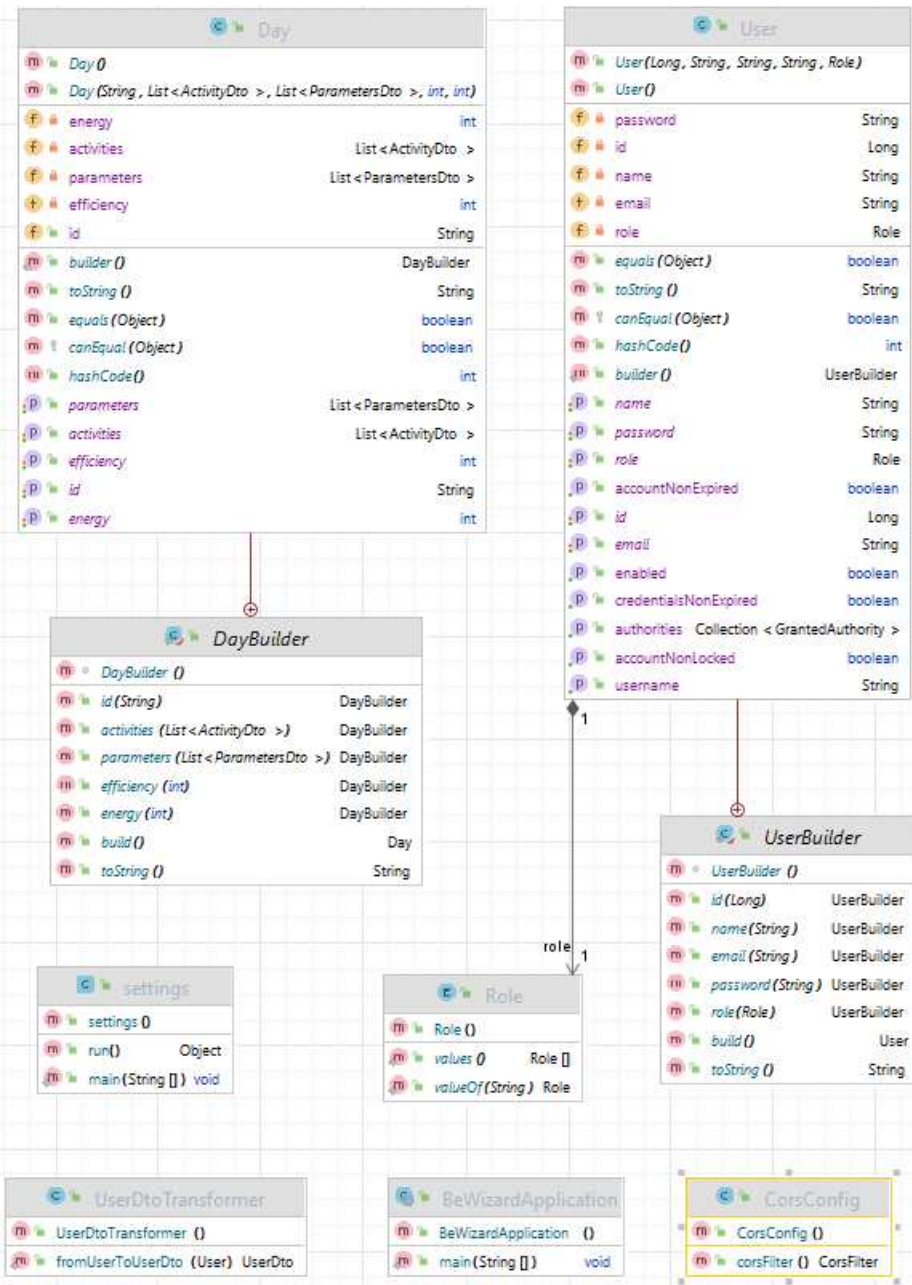 Day
Day()
Day(String, List<ActivityDto>, List<ParametersDto>, int, int)
energy int
activities List<ActivityDto>
parameters List<ParametersDto>
efficiency int
id String
builder() DayBuilder
toString() String
equals(Object) boolean
canEqual(Object) boolean
hashCode() int
parameters List<ParametersDto>
activities List<ActivityDto>
efficiency int
id String
energy int
User
User(Long, String, String, String, Role)
User()
password String
id Long
name String
email String
role Role
equals(Object) boolean
toString() String
canEqual(Object) boolean
hashCode() int
builder() UserBuilder
name String
password String
role Role
accountNonExpired boolean
id Long
email String
enabled boolean
credentialsNonExpired boolean
authorities Collection<GrantedAuthority>
accountNonLocked boolean
username String
DayBuilder
DayBuilder()
id(String) DayBuilder
activities(List<ActivityDto>) DayBuilder
parameters(List<ParametersDto>) DayBuilder
efficiency(int) DayBuilder
energy(int) DayBuilder
build() Day
toString() String
1
role
1
UserBuilder
UserBuilder()
id(Long) UserBuilder
name(String) UserBuilder
email(String) UserBuilder
password(String) UserBuilder
role(Role) UserBuilder
build() User
toString() String
settings
settings()
run() Object
main(String[]) void
Role
Role()
values() Role[]
valueOf(String) Role
UserDtoTransformer
UserDtoTransformer()
fromUserToUserDto(User) UserDto
BeWizardApplication
BeWizardApplication()
main(String[]) void
CorsConfig
CorsConfig()
corsFilter() CorsFilter